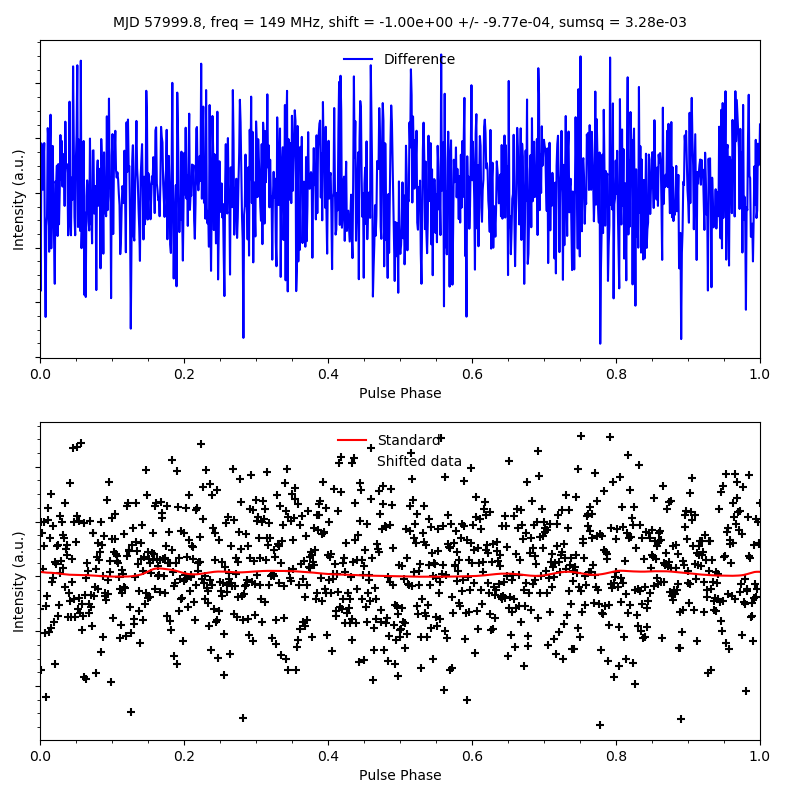 MJD 57999.8, freq = 149 MHz, shift = -1.00e+00 +/- -9.77e-04, sumsq = 3.28e-03
Difference
Intensity (a.u.)
0.0 0.2 0.4 0.6 0.8 1.0
Pulse Phase
Standard
Shifted data
Intensity (a.u.)
0.0 0.2 0.4 0.6 0.8 1.0
Pulse Phase